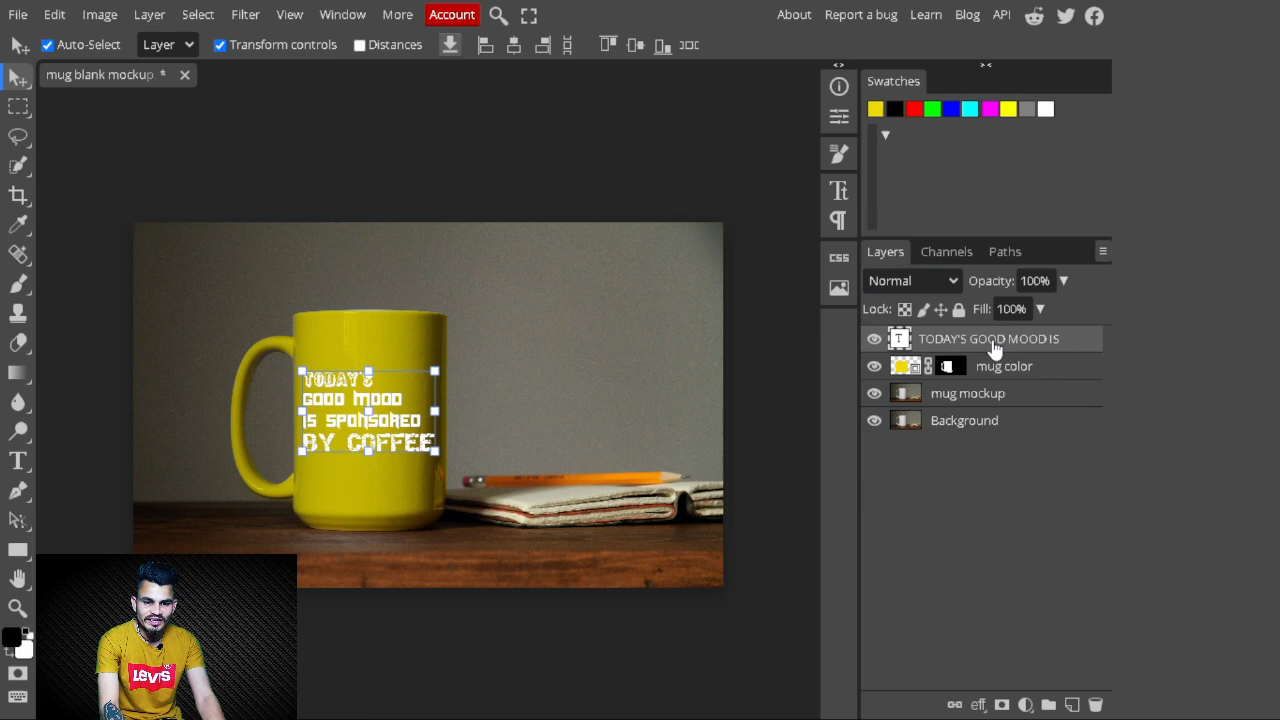 File Edit Image Layer Select Filter View Window More Account About Report a bug Learn Blog API
Auto-Select Layer Transform controls Distances
mug blank mockup. *
Swatches
Layers Channels Paths
Normal Opacity: 100%
Lock: Fill: 100%
TODAY'S GOOD MOOD IS
mug color
mug mockup
Background
TODAY'S
GOOD MOOD
IS SPONSORED
BY COFFEE
CSS
LEVI'S